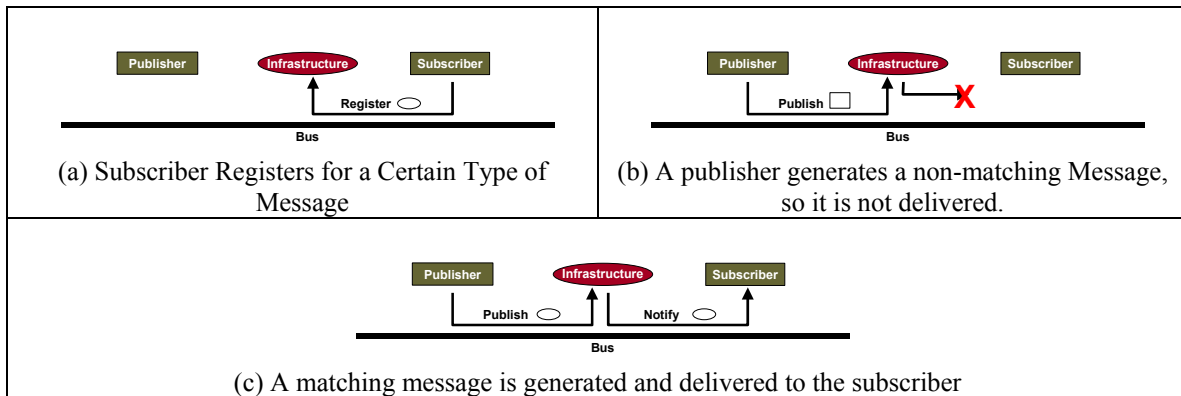 Publisher Infrastructure Subscriber
Register
Bus
(a) Subscriber Registers for a Certain Type of
Message
Publisher Infrastructure Subscriber
Publish
X
Bus
(b) A publisher generates a non-matching Message,
so it is not delivered.
Publisher Infrastructure Subscriber
Publish Notify
Bus
(c) A matching message is generated and delivered to the subscriber